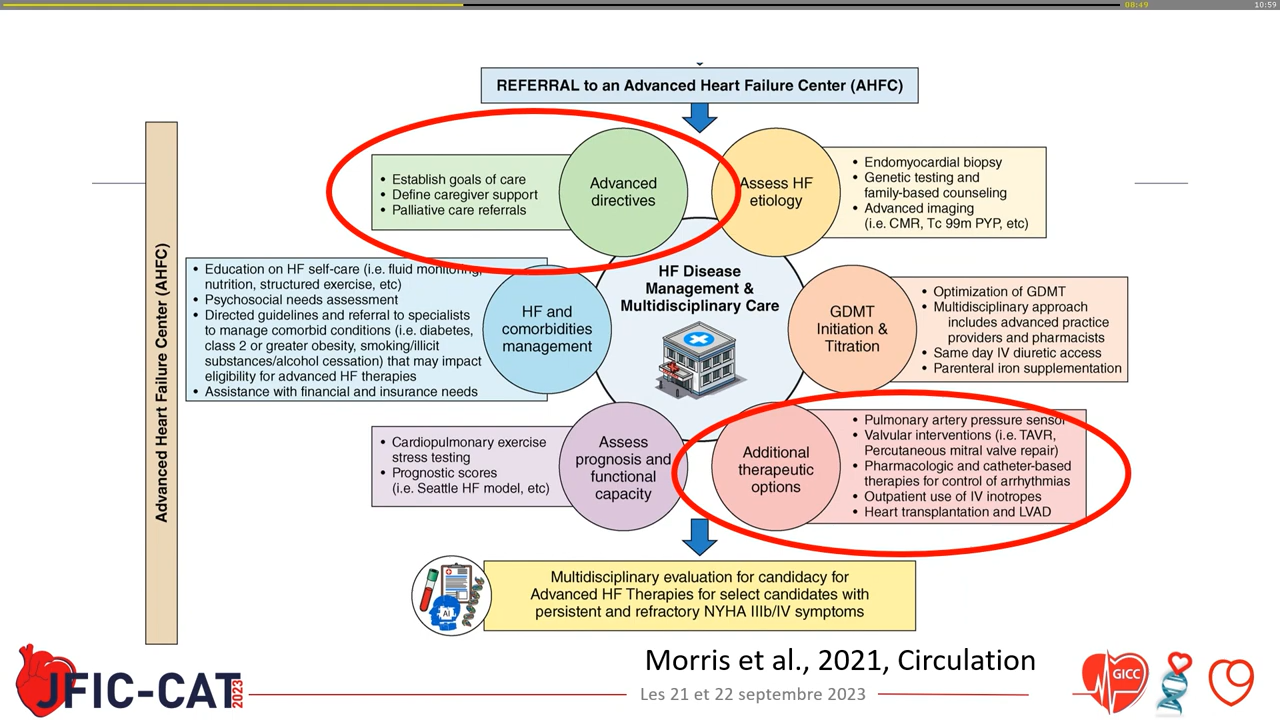 08:49
10:59
REFERRAL to an Advanced Heart Failure Center (AHFC)
Advanced Heart Failure Center (AHFC)
• Establish goals of care
• Define caregiver support
• Palliative care referrals
Advanced
directives
Assess HF
etiology
• Endomyocardial biopsy
• Genetic testing and
family-based counseling
• Advanced imaging
(i.e. CMR, Tc 99m PYP, etc)
• Education on HF self-care (i.e. fluid monitoring,
nutrition, structured exercise, etc)
• Psychosocial needs assessment
• Directed guidelines and referral to specialists
to manage comorbid conditions (i.e. diabetes,
class 2 or greater obesity, smoking/illicit
substances/alcohol cessation) that may impact
eligibility for advanced HF therapies
• Assistance with financial and insurance needs
HF and
comorbidities
management
HF Disease
Management &
Multidisciplinary Care
GDMT
Initiation &
Titration
• Optimization of GDMT
• Multidisciplinary approach
includes advanced practice
providers and pharmacists
• Same day IV diuretic access
• Parenteral iron supplementation
• Cardiopulmonary exercise
stress testing
• Prognostic scores
(i.e. Seattle HF model, etc)
Assess
prognosis and
functional
capacity
Additional
therapeutic
options
• Pulmonary artery pressure sensor
• Valvular interventions (i.e. TAVR,
Percutaneous mitral valve repair)
• Pharmacologic and catheter-based
therapies for control of arrhythmias
• Outpatient use of IV inotropes
• Heart transplantation and LVAD
AI
Multidisciplinary evaluation for candidacy for
Advanced HF Therapies for select candidates with
persistent and refractory NYHA IIIb/IV symptoms
Morris et al., 2021, Circulation
JFIC-CAT
2023
Les 21 et 22 septembre 2023
GICC